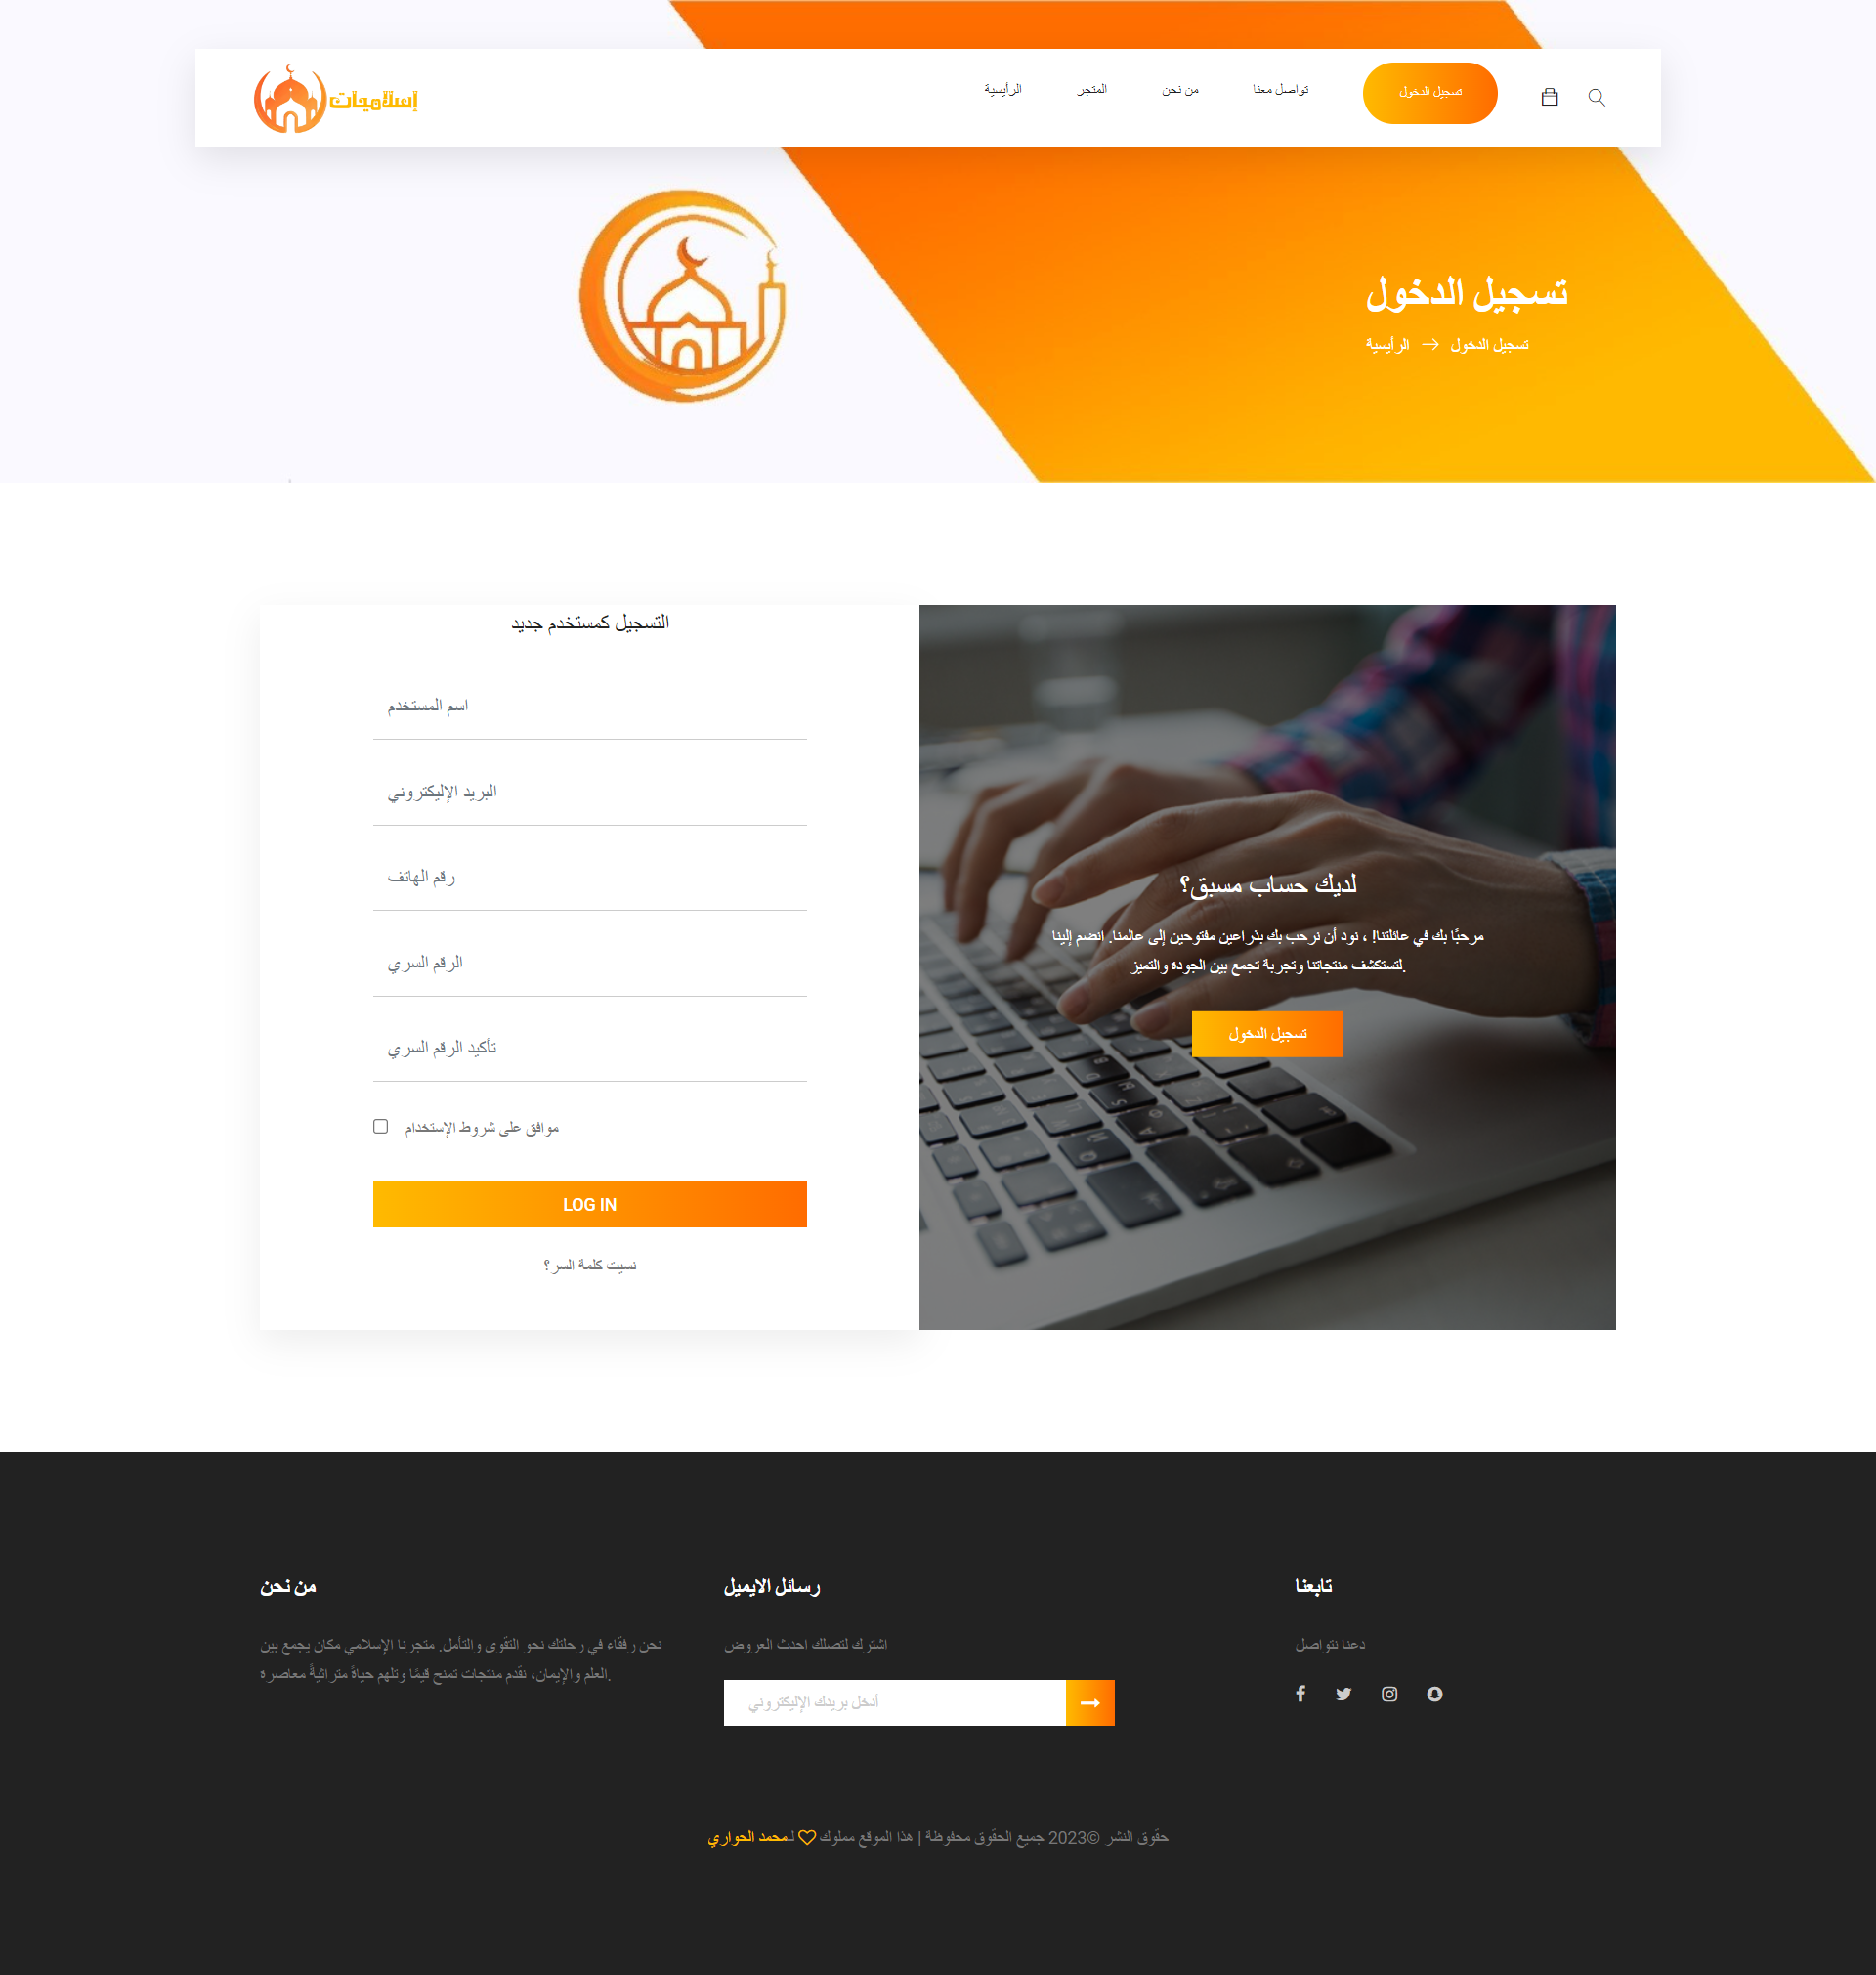 إسلاميات
الرأيسية
المتجر
من نحن
تواصل معنا
تسجيل الدخول
تسجيل الدخول
الرأيسية → تسجيل الدخول
التسجيل كمستخدم جديد
اسم المستخدم
البريد الإليكتروني
رقم الهاتف
الرقم السري
تأكيد الرقم السري
موافق على شروط الإستخدام
LOG IN
نسيت كلمة السر؟
لديك حساب مسبق؟
مرحبًا بك في عائلتنا! ، نود أن نرحب بك بذراعين مفتوحين إلى عالمنا. انضم إلينا
لتستكشف منتجاتنا وتجربة تجمع بين الجودة والتميز.
تسجيل الدخول
من نحن
نحن رفقاء في رحلتك نحو التقوى والتأمل. متجرنا الإسلامي مكان يجمع بين
العلم والإيمان، نقدم منتجات تمنح قيمًا وتلهم حياةً متراثيةً معاصرة.
رسائل الايميل
اشترك لتصلك احدث العروض
أدخل بريدك الإليكتروني
تابعنا
دعنا نتواصل
حقوق النشر ©2023 جميع الحقوق محفوظة | هذا الموقع مملوك ♡ لـمحمد الحواري